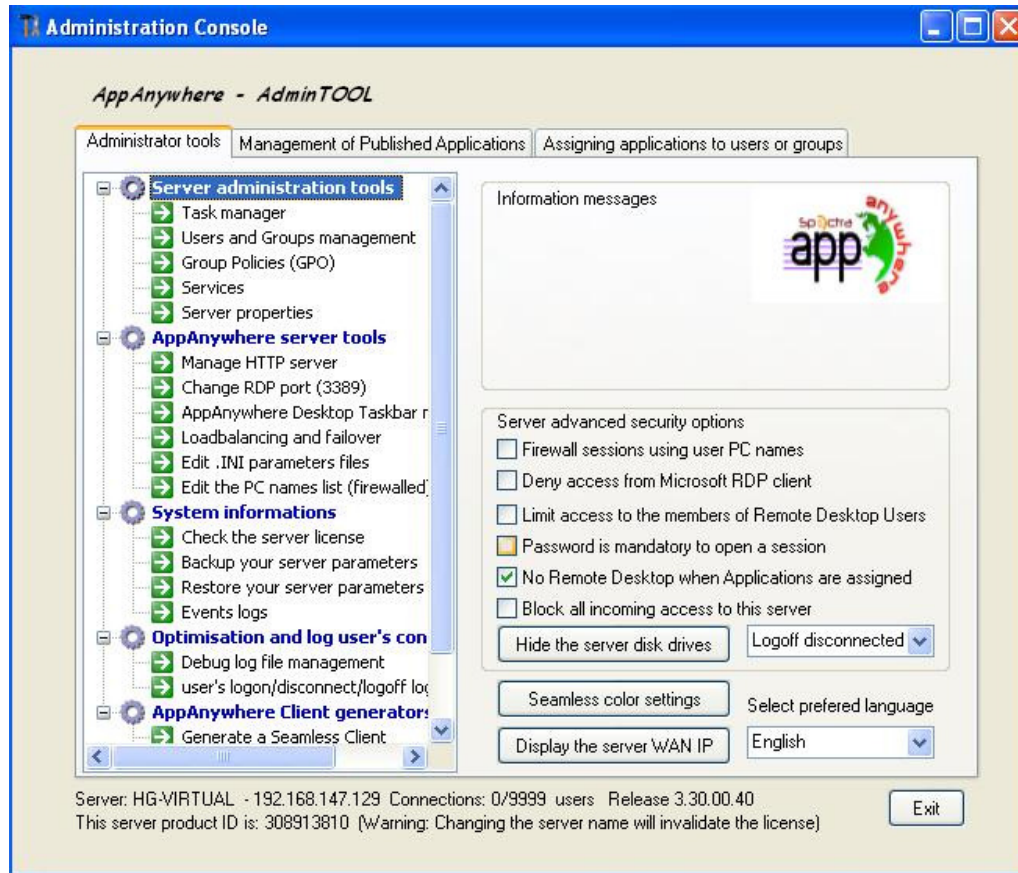 Administration Console
AppAnywhere - AdminTOOL
Administrator tools
Management of Published Applications
Assigning applications to users or groups
Server administration tools
Task manager
Users and Groups management
Group Policies (GPO)
Services
Server properties
AppAnywhere server tools
Manage HTTP server
Change RDP port (3389)
AppAnywhere Desktop Taskbar
Loadbalancing and failover
Edit .INI parameters files
Edit the PC names list (firewalled)
System informations
Check the server license
Backup your server parameters
Restore your server parameters
Events logs
Optimisation and log user's con
Debug log file management
user's logon/disconnect/logoff log
AppAnywhere Client generators
Generate a Seamless Client
Information messages
Spectra
app
anywhere
Server advanced security options
Firewall sessions using user PC names
Deny access from Microsoft RDP client
Limit access to the members of Remote Desktop Users
Password is mandatory to open a session
No Remote Desktop when Applications are assigned
Block all incoming access to this server
Hide the server disk drives
Logoff disconnected
Seamless color settings
Select prefered language
Display the server WAN IP
English
Server: HG-VIRTUAL - 192.168.147.129 Connections: 0/9999 users Release 3.30.00.40
This server product ID is: 308913810 (Warning: Changing the server name will invalidate the license)
Exit